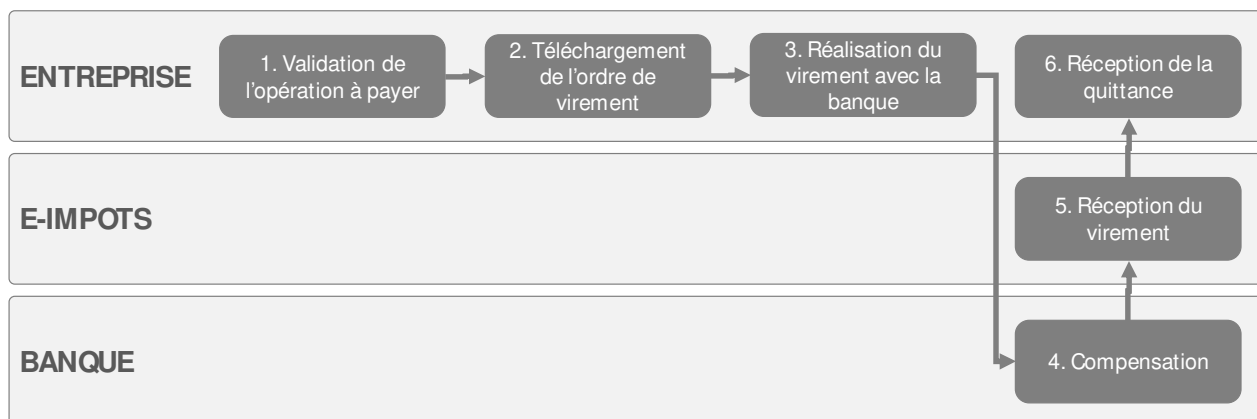 ENTREPRISE
1. Validation de
l'opération à payer
2. Téléchargement
de l'ordre de
virement
3. Réalisation du
virement avec la
banque
6. Réception de la
quittance
E-IMPOTS
5. Réception du
virement
BANQUE
4. Compensation